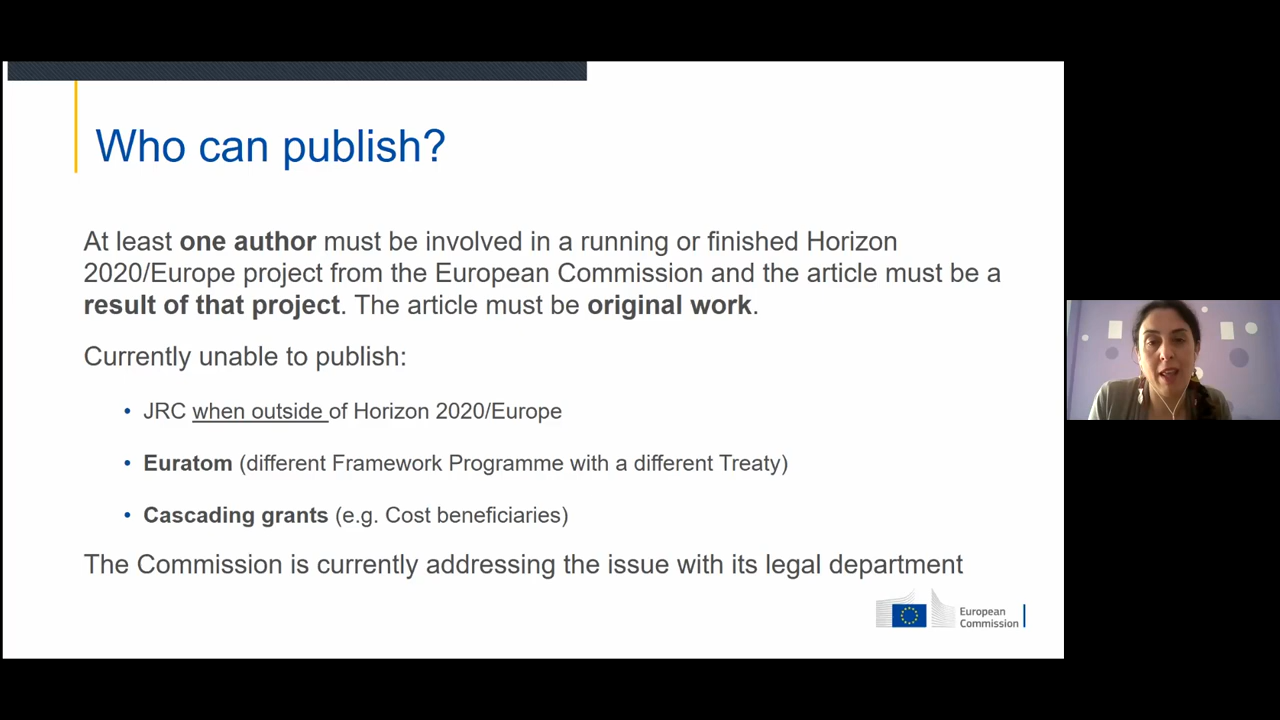 Who can publish?
At least one author must be involved in a running or finished Horizon
2020/Europe project from the European Commission and the article must be a
result of that project. The article must be original work.
Currently unable to publish:
• JRC when outside of Horizon 2020/Europe
• Euratom (different Framework Programme with a different Treaty)
• Cascading grants (e.g. Cost beneficiaries)
The Commission is currently addressing the issue with its legal department
European
Commission